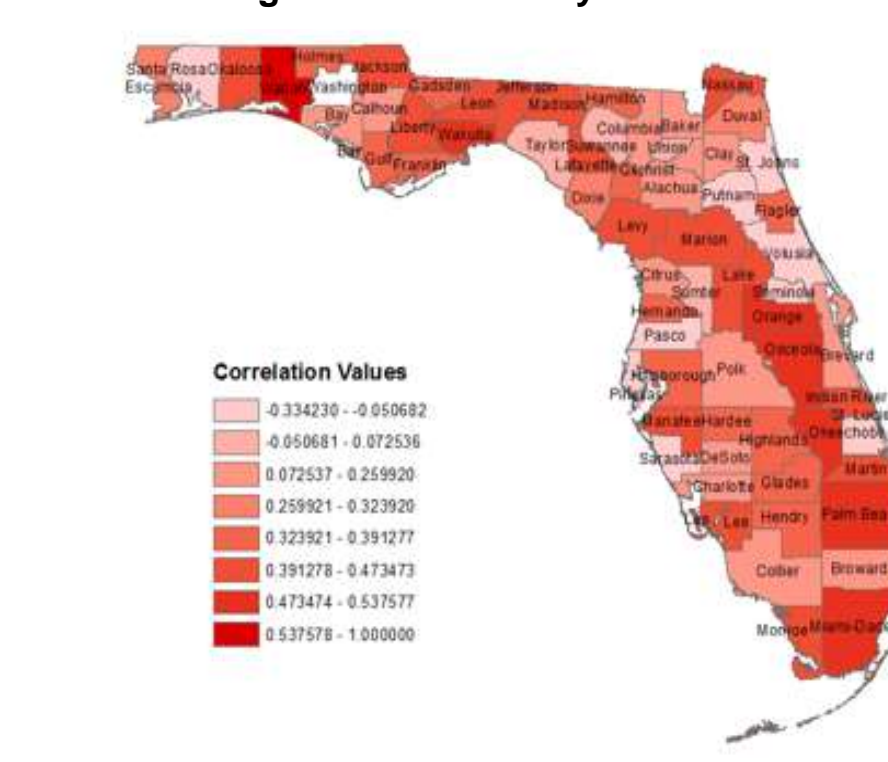 Holmes
Jackson
Santa Rosa
Okaloosa
Escambia
Washington
Gadsden
Jefferson
Nassau
Leon
Madison
Hamilton
Bay
Calhoun
Duval
Liberty
Wakulla
Columbia
Baker
Taylor
Suwannee
Union
Bay
Gulf
Franklin
Lafayette
Gilchrist
Clay
St. Johns
Alachua
Putnam
Dixie
Flagler
Levy
Marion
Volusia
Citrus
Lake
Sumter
Seminole
Hernando
Orange
Pasco
Osceola
Brevard
Correlation Values
Polk
Hillsborough
-0.334230 - -0.050682
Pinellas
Indian River
-0.050681 - 0.072536
Manatee
Hardee
St. Lucie
Okeechobe
Highlands
0.072537 - 0.259920
Sarasota
DeSoto
Martin
0.259921 - 0.323920
Charlotte
Glades
0.323921 - 0.391277
Lee
Lee
Hendry
Palm Bea
0.391278 - 0.473473
Collier
Broward
0.473474 - 0.537577
0.537578 - 1.000000
Monroe
Miami-Dade